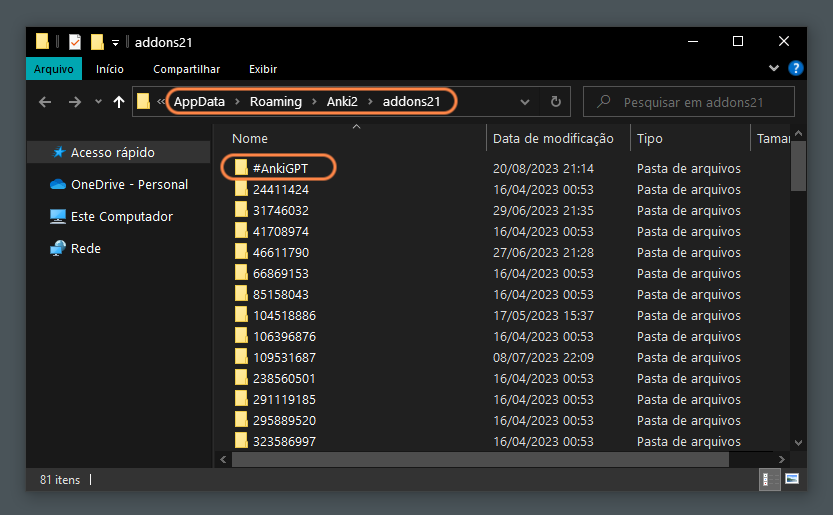 addons21
Arquivo Início Compartilhar Exibir
« AppData > Roaming > Anki2 > addons21 Pesquisar em addons21
Nome Data de modificação Tipo Tamar
Acesso rápido
OneDrive - Personal
Este Computador
Rede
#AnkiGPT 20/08/2023 21:14 Pasta de arquivos
24411424 16/04/2023 00:53 Pasta de arquivos
31746032 29/06/2023 21:35 Pasta de arquivos
41708974 16/04/2023 00:53 Pasta de arquivos
46611790 27/06/2023 21:28 Pasta de arquivos
66869153 16/04/2023 00:53 Pasta de arquivos
85158043 16/04/2023 00:53 Pasta de arquivos
104518886 17/05/2023 15:37 Pasta de arquivos
106396876 16/04/2023 00:53 Pasta de arquivos
109531687 08/07/2023 22:09 Pasta de arquivos
238560501 16/04/2023 00:53 Pasta de arquivos
291119185 16/04/2023 00:53 Pasta de arquivos
295889520 16/04/2023 00:53 Pasta de arquivos
323586997 16/04/2023 00:53 Pasta de arquivos
81 itens